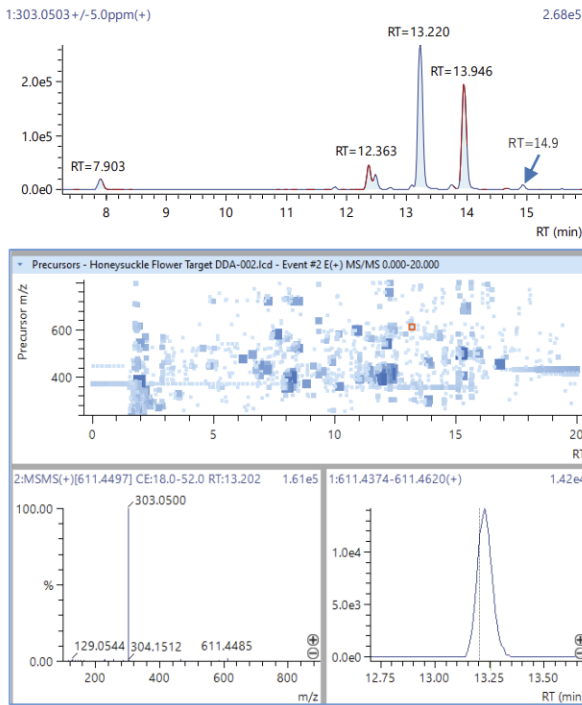 1:303.0503+/-5.0ppm(+) 2.68e5
RT=13.220
2.0e5
RT=13.946
1.0e5
RT=7.903
RT=12.363
RT=14.9
0.0e0
8 9 10 11 12 13 14 15
RT (min)
Precursors - Honeysuckle Flower Target DDA-002.lcd - Event #2 E(+) MS/MS 0.000-20.000
Precursor m/z
600
400
0 5 10 15 20
RT
2:MSMS(+)[611.4497] CE:18.0-52.0 RT:13.202 1.61e5
100.00
303.0500
%
129.0544
304.1512
611.4485
0.00
200 400 600 800
m/z
1:611.4374-611.4620(+) 1.42e4
1.0e4
5.0e3
0.0e0
12.75 13.00 13.25 13.50
RT (min)